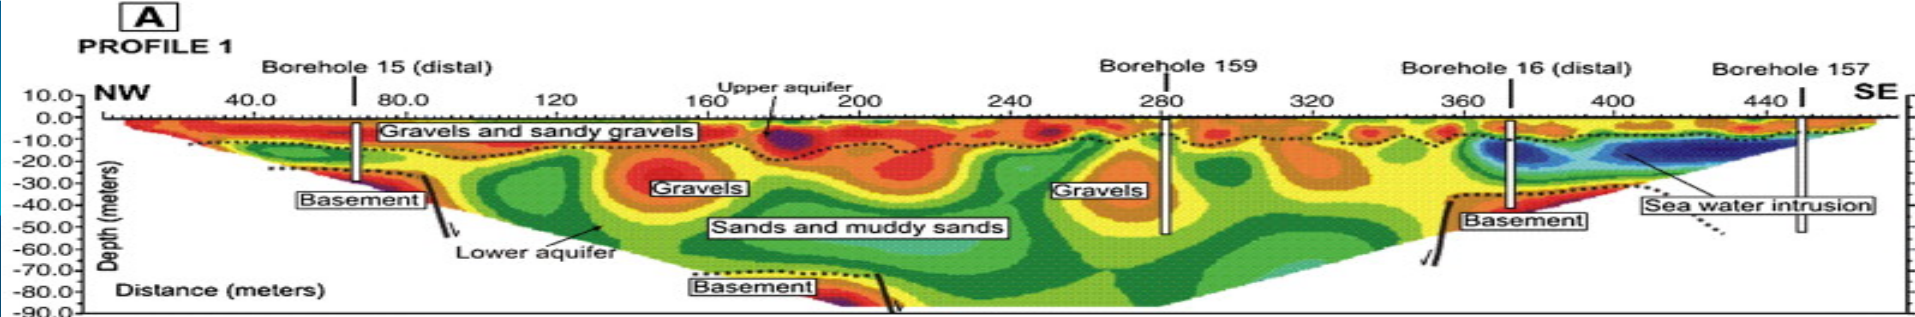 A
PROFILE 1
Borehole 15 (distal)
Upper aquifer
Borehole 159
Borehole 16 (distal)
Borehole 157
NW
SE
40.0 80.0 120 160 200 240 280 320 360 400 440
10.0
0.0
-10.0
-20.0
-30.0
-40.0
-50.0
-60.0
-70.0
-80.0
-90.0
Depth (meters)
Gravels and sandy gravels
Gravels
Gravels
Basement
Sea water intrusion
Basement
Sands and muddy sands
Lower aquifer
Basement
Distance (meters)